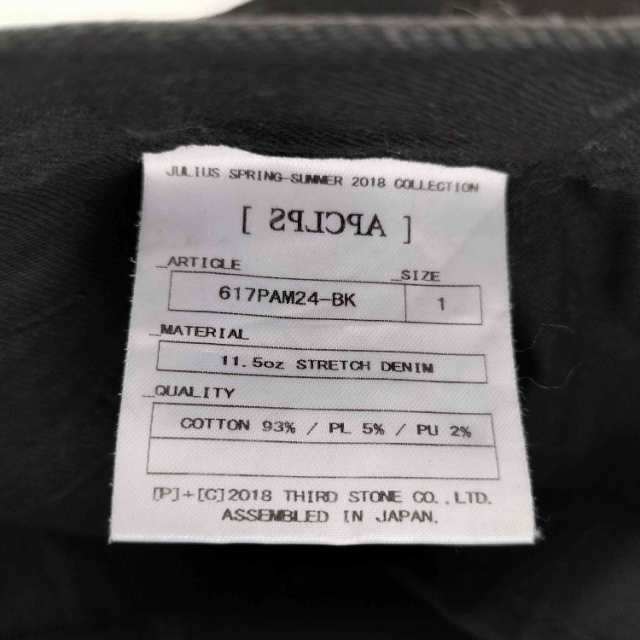 JULIUS SPRING-SUMMER 2018 COLLECTION
[ APCLPS ]
_ARTICLE _SIZE
617PAM24-BK 1
_MATERIAL
11.5oz STRETCH DENIM
_QUALITY
COTTON 93% / PL 5% / PU 2%
[P]+[C]2018 THIRD STONE CO.,LTD.
ASSEMBLED IN JAPAN.